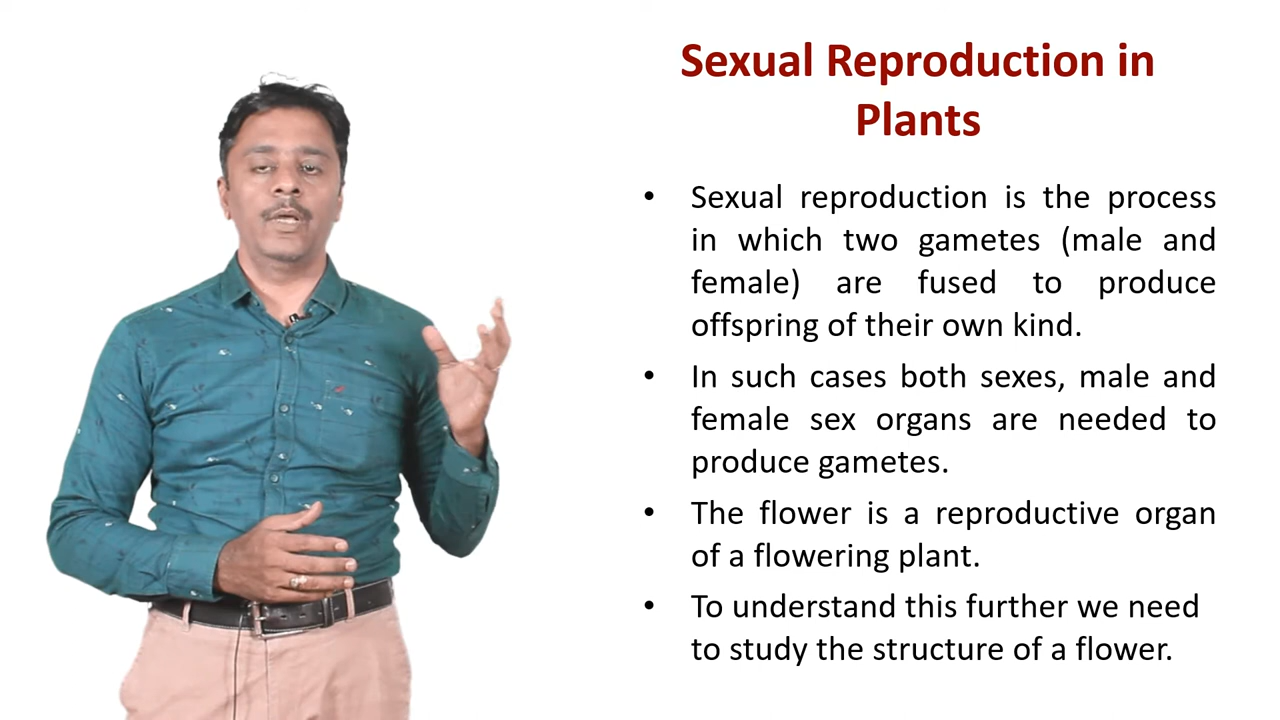 Sexual Reproduction in
Plants
• Sexual reproduction is the process
in which two gametes (male and
female) are fused to produce
offspring of their own kind.
• In such cases both sexes, male and
female sex organs are needed to
produce gametes.
• The flower is a reproductive organ
of a flowering plant.
• To understand this further we need
to study the structure of a flower.